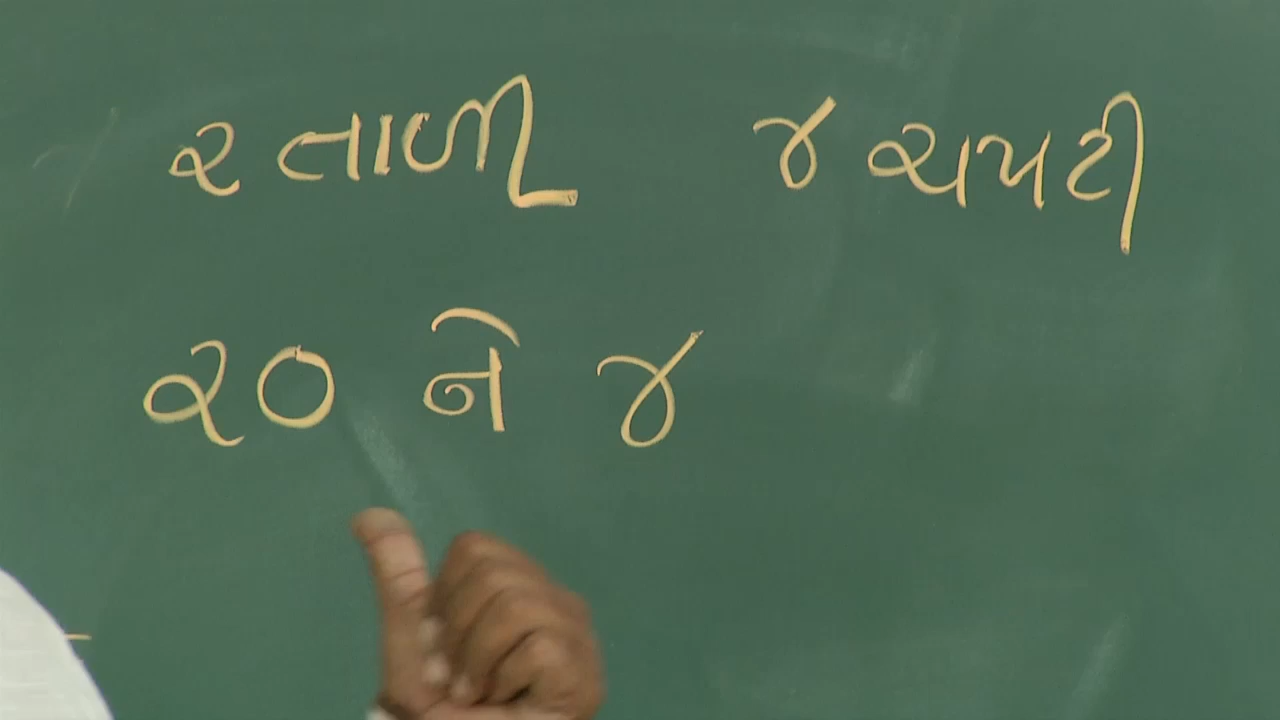 ૨ તાળી ૪ ચપટી
૨૦ ને ૪